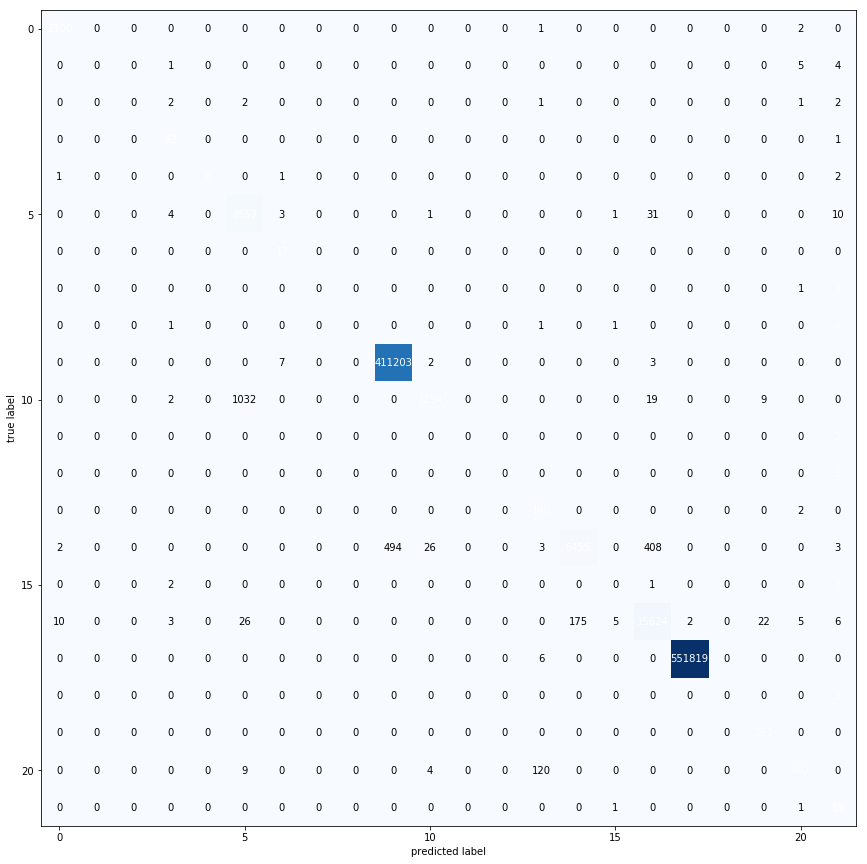 0 0 0 0 0 0 0 0 0 0 0 0 0 1 0 0 0 0 0 0 2 0
0 0 0 1 0 0 0 0 0 0 0 0 0 0 0 0 0 0 0 0 5 4
0 0 0 2 0 2 0 0 0 0 0 0 0 1 0 0 0 0 0 0 1 2
0 0 0 0 0 0 0 0 0 0 0 0 0 0 0 0 0 0 0 0 1
1 0 0 0 0 1 0 0 0 0 0 0 0 0 0 0 0 0 0 0 2
5 0 0 0 4 0 3 0 0 0 1 0 0 0 0 1 31 0 0 0 0 10
0 0 0 0 0 0 0 0 0 0 0 0 0 0 0 0 0 0 0 0 0
0 0 0 0 0 0 0 0 0 0 0 0 0 0 0 0 0 0 0 0 1
0 0 0 1 0 0 0 0 0 0 0 0 0 1 0 1 0 0 0 0 0
0 0 0 0 0 0 7 0 0 411203 2 0 0 0 0 0 3 0 0 0 0 0
10 0 0 0 2 0 1032 0 0 0 0 0 0 0 0 0 19 0 0 9 0 0
0 0 0 0 0 0 0 0 0 0 0 0 0 0 0 0 0 0 0 0 0
0 0 0 0 0 0 0 0 0 0 0 0 0 0 0 0 0 0 0 0 0
0 0 0 0 0 0 0 0 0 0 0 0 0 0 0 0 0 0 0 2 0
2 0 0 0 0 0 0 0 0 494 26 0 0 3 0 408 0 0 0 0 3
15 0 0 0 2 0 0 0 0 0 0 0 0 0 0 0 0 1 0 0 0 0
10 0 0 3 0 26 0 0 0 0 0 0 0 0 175 5 2 0 22 5 6
0 0 0 0 0 0 0 0 0 0 0 0 0 6 0 0 0 551819 0 0 0 0
0 0 0 0 0 0 0 0 0 0 0 0 0 0 0 0 0 0 0 0 0
0 0 0 0 0 0 0 0 0 0 0 0 0 0 0 0 0 0 0 0 0
20 0 0 0 0 0 9 0 0 0 0 4 0 0 120 0 0 0 0 0 0 0
0 0 0 0 0 0 0 0 0 0 0 0 0 0 0 1 0 0 0 0 1
0 5 10 15 20
predicted label
true label